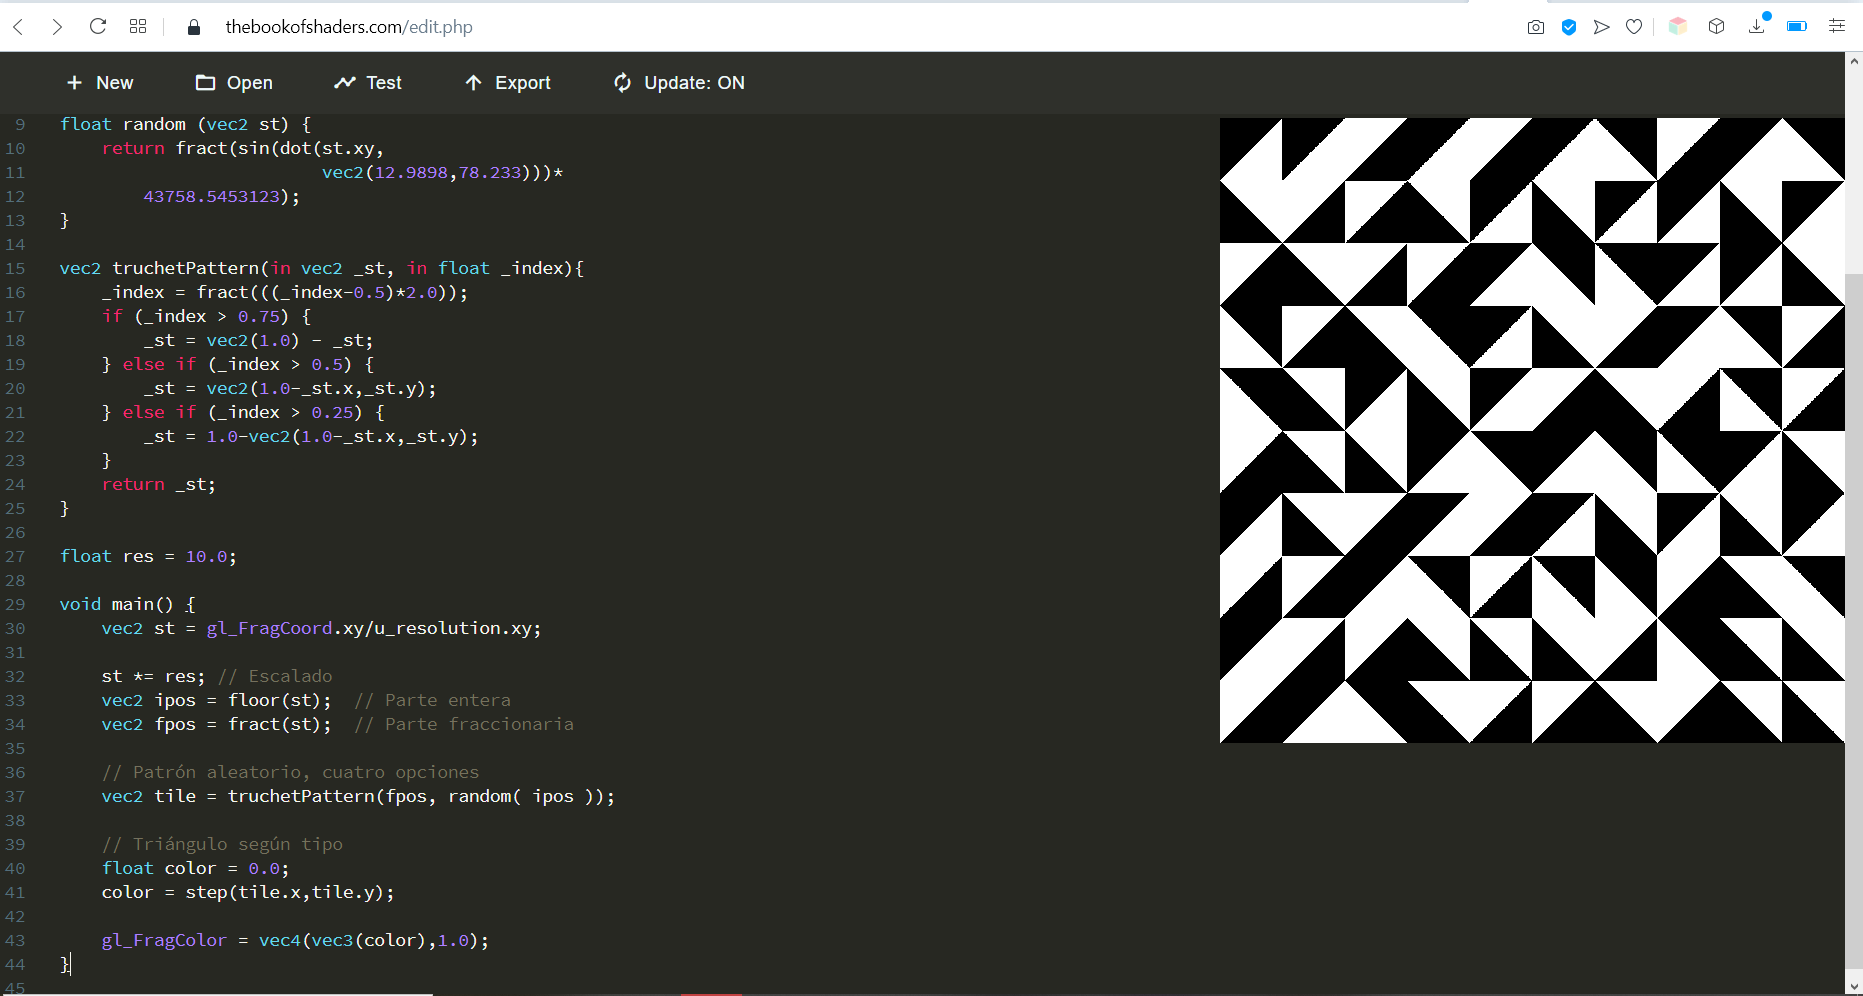 thebookofshaders.com/edit.php
New Open Test Export Update: ON
9 float random (vec2 st) {
10 return fract(sin(dot(st.xy,
11 vec2(12.9898,78.233)))*
12 43758.5453123);
13 }
14
15 vec2 truchetPattern(in vec2 _st, in float _index){
16 _index = fract(((_index-0.5)*2.0));
17 if (_index > 0.75) {
18 _st = vec2(1.0) - _st;
19 } else if (_index > 0.5) {
20 _st = vec2(1.0-_st.x,_st.y);
21 } else if (_index > 0.25) {
22 _st = 1.0-vec2(1.0-_st.x,_st.y);
23 }
24 return _st;
25 }
26
27 float res = 10.0;
28
29 void main() {
30 vec2 st = gl_FragCoord.xy/u_resolution.xy;
31
32 st *= res; // Escalado
33 vec2 ipos = floor(st); // Parte entera
34 vec2 fpos = fract(st); // Parte fraccionaria
35
36 // Patrón aleatorio, cuatro opciones
37 vec2 tile = truchetPattern(fpos, random( ipos ));
38
39 // Triángulo según tipo
40 float color = 0.0;
41 color = step(tile.x,tile.y);
42
43 gl_FragColor = vec4(vec3(color),1.0);
44 }
45